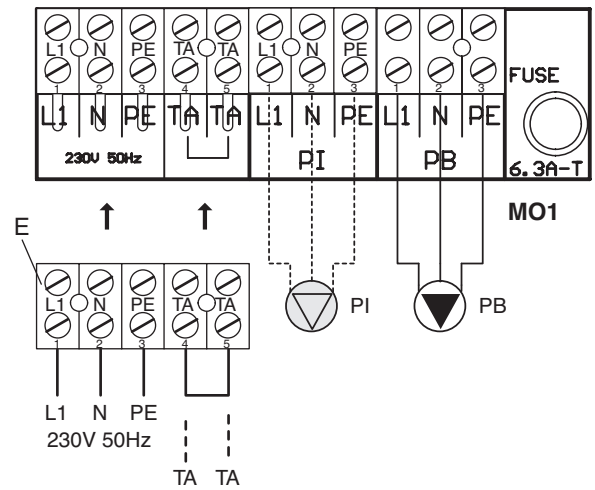 L1 N PE TA TA L1 N PE
1 2 3 4 5 1 2 3 1 2 3
L1 N PE TA TA L1 N PE L1 N PE
FUSE
230V 50Hz PI PB
6.3A-T
MO1
E
L1 N PE TA TA
1 2 3 4 5
PI PB
L1 N PE
230V 50Hz
TA TA